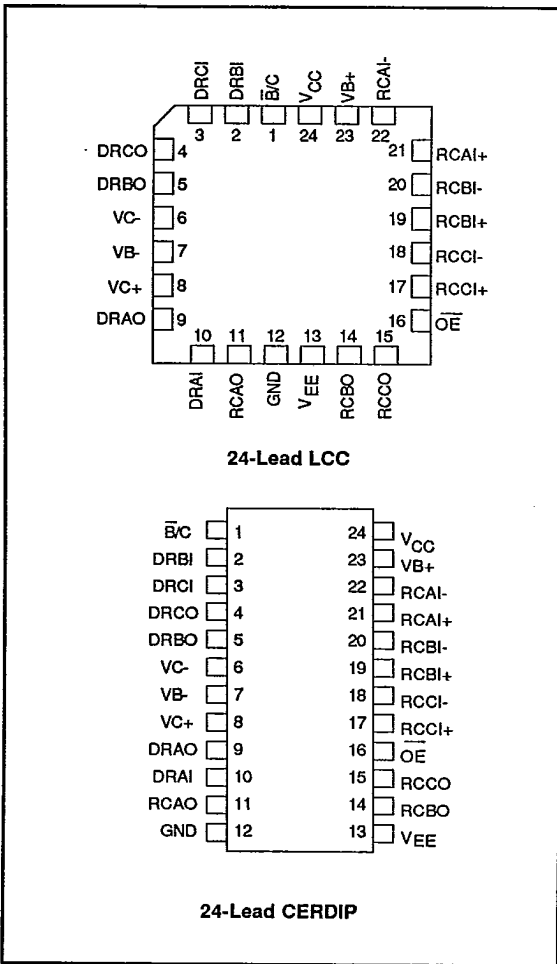 DRCI DRBI B̅/C VCC VB+ RCAI-
3 2 1 24 23 22
DRCO 4 21 RCAI+
DRBO 5 20 RCBI-
VC- 6 19 RCBI+
VB- 7 18 RCCI-
VC+ 8 17 RCCI+
DRAO 9 16 O̅E̅
10 11 12 13 14 15
DRAI RCAO GND VEE RCBO RCCO
24-Lead LCC
B̅/C 1 24 VCC
DRBI 2 23 VB+
DRCI 3 22 RCAI-
DRCO 4 21 RCAI+
DRBO 5 20 RCBI-
VC- 6 19 RCBI+
VB- 7 18 RCCI-
VC+ 8 17 RCCI+
DRAO 9 16 O̅E̅
DRAI 10 15 RCCO
RCAO 11 14 RCBO
GND 12 13 VEE
24-Lead CERDIP